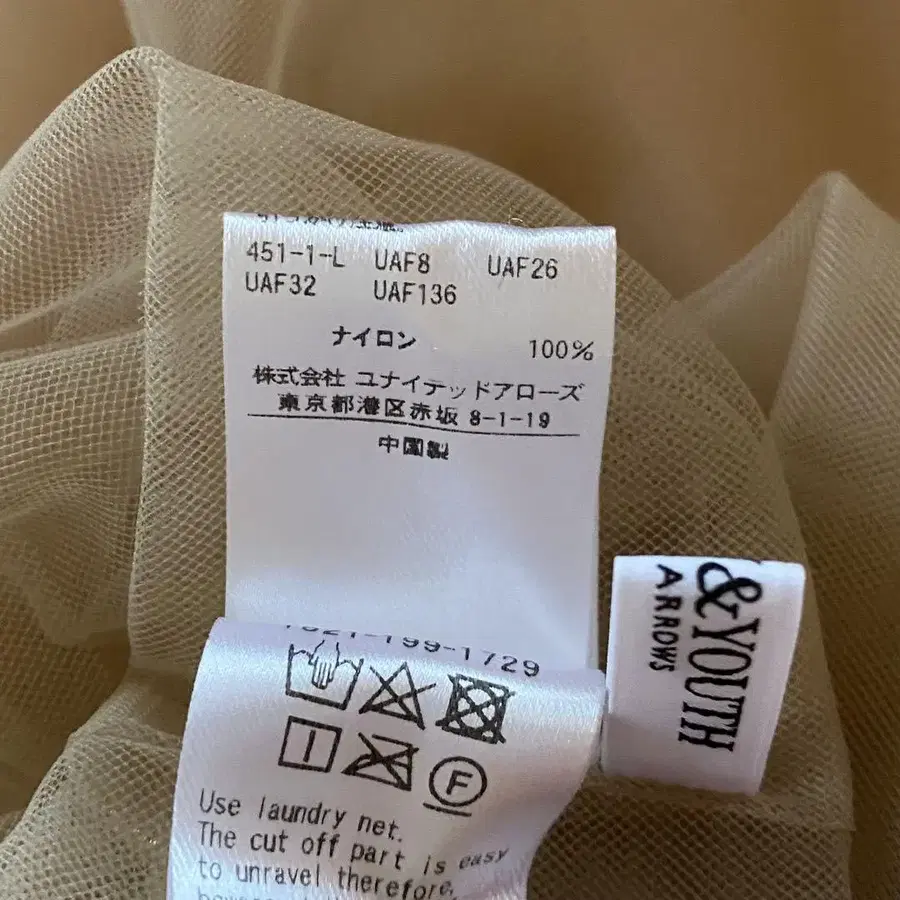 451-1-L UAF8 UAF26
UAF32 UAF136
ナイロン 100%
株式会社 ユナイテッドアローズ
東京都港区赤坂 8-1-19
中国製
-199-1729
F
Use laundry net.
The cut off part is easy
to unravel therefore,
&YOUTH
ARROWS